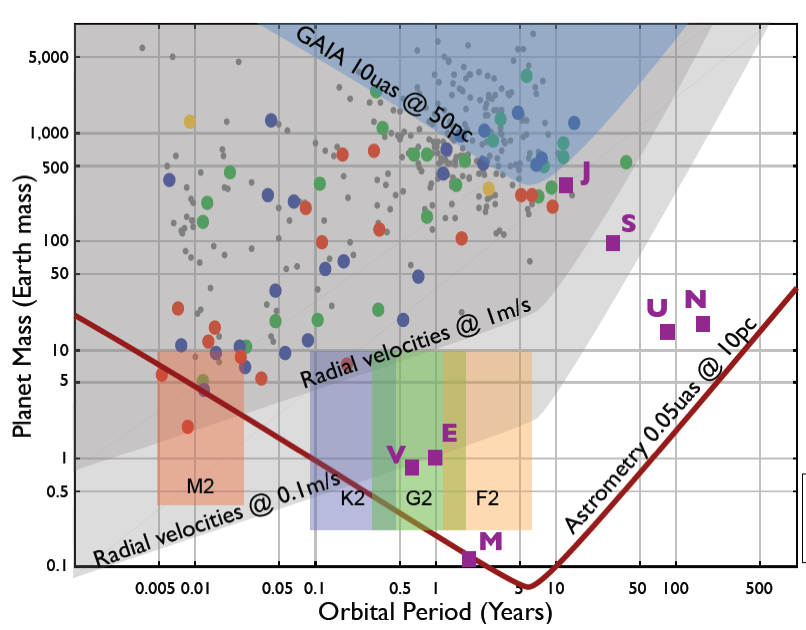 GAIA 10uas @ 50pc
5,000
1,000
500
100
50
10
5
1
0.5
0.1
Planet Mass (Earth mass)
J
S
U
N
Radial velocities @ 1m/s
Astrometry 0.05uas @ 10pc
E
V
M2
K2
G2
F2
Radial velocities @ 0.1m/s
M
0.005 0.01 0.05 0.1 0.5 1 5 10 50 100 500
Orbital Period (Years)